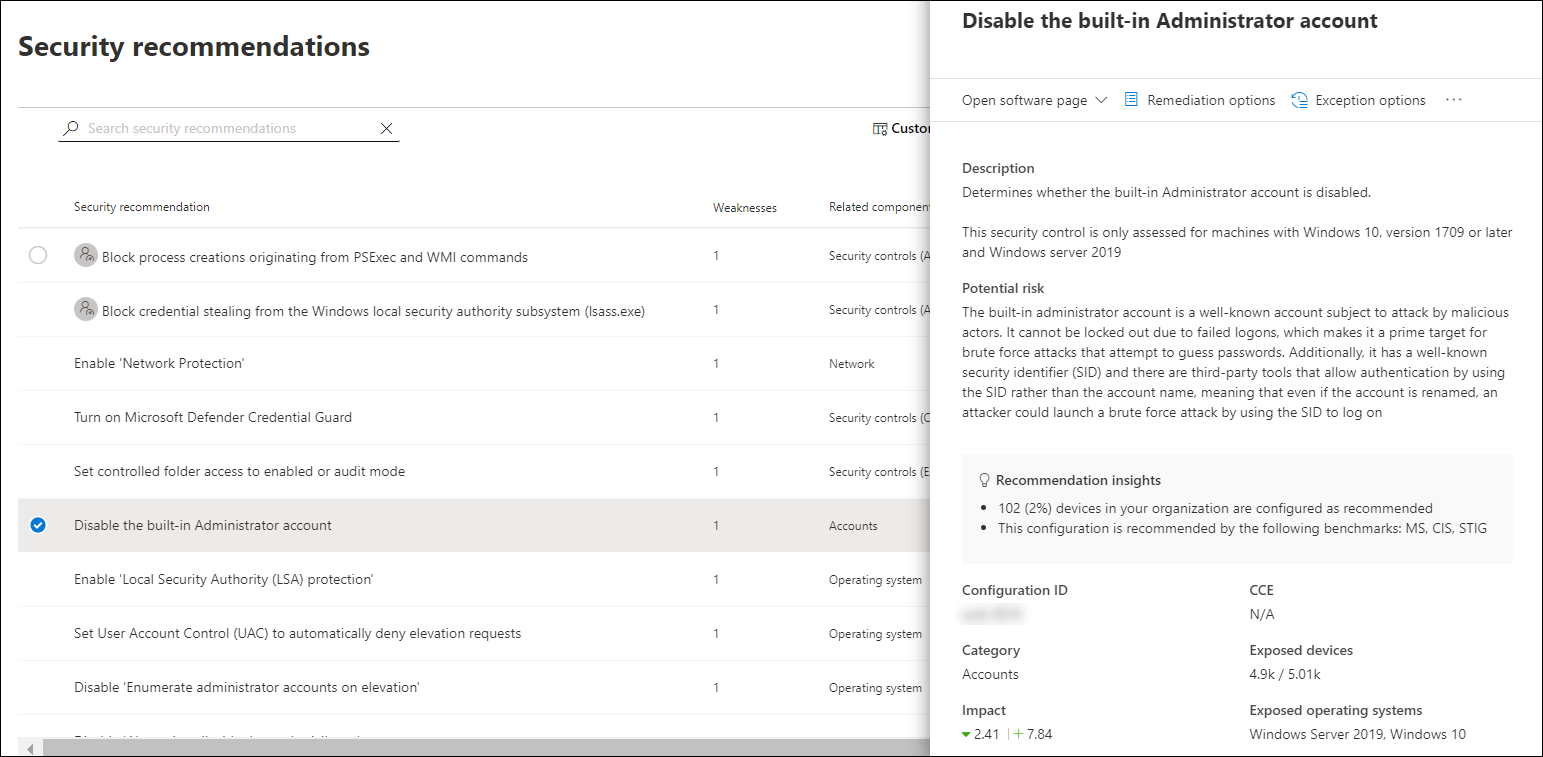 Security recommendations
Search security recommendations
Custo
Security recommendation
Weaknesses
Related component
Block process creations originating from PSExec and WMI commands
1
Security controls (A
Block credential stealing from the Windows local security authority subsystem (lsass.exe)
1
Security controls (A
Enable 'Network Protection'
1
Network
Turn on Microsoft Defender Credential Guard
1
Security controls (C
Set controlled folder access to enabled or audit mode
1
Security controls (E
Disable the built-in Administrator account
1
Accounts
Enable 'Local Security Authority (LSA) protection'
1
Operating system
Set User Account Control (UAC) to automatically deny elevation requests
1
Operating system
Disable 'Enumerate administrator accounts on elevation'
1
Operating system
Disable the built-in Administrator account
Open software page
Remediation options
Exception options
Description
Determines whether the built-in Administrator account is disabled.
This security control is only assessed for machines with Windows 10, version 1709 or later
and Windows server 2019
Potential risk
The built-in administrator account is a well-known account subject to attack by malicious
actors. It cannot be locked out due to failed logons, which makes it a prime target for
brute force attacks that attempt to guess passwords. Additionally, it has a well-known
security identifier (SID) and there are third-party tools that allow authentication by using
the SID rather than the account name, meaning that even if the account is renamed, an
attacker could launch a brute force attack by using the SID to log on
Recommendation insights
• 102 (2%) devices in your organization are configured as recommended
• This configuration is recommended by the following benchmarks: MS, CIS, STIG
Configuration ID
CCE
N/A
Category
Exposed devices
Accounts
4.9k / 5.01k
Impact
Exposed operating systems
2.41 | + 7.84
Windows Server 2019, Windows 10